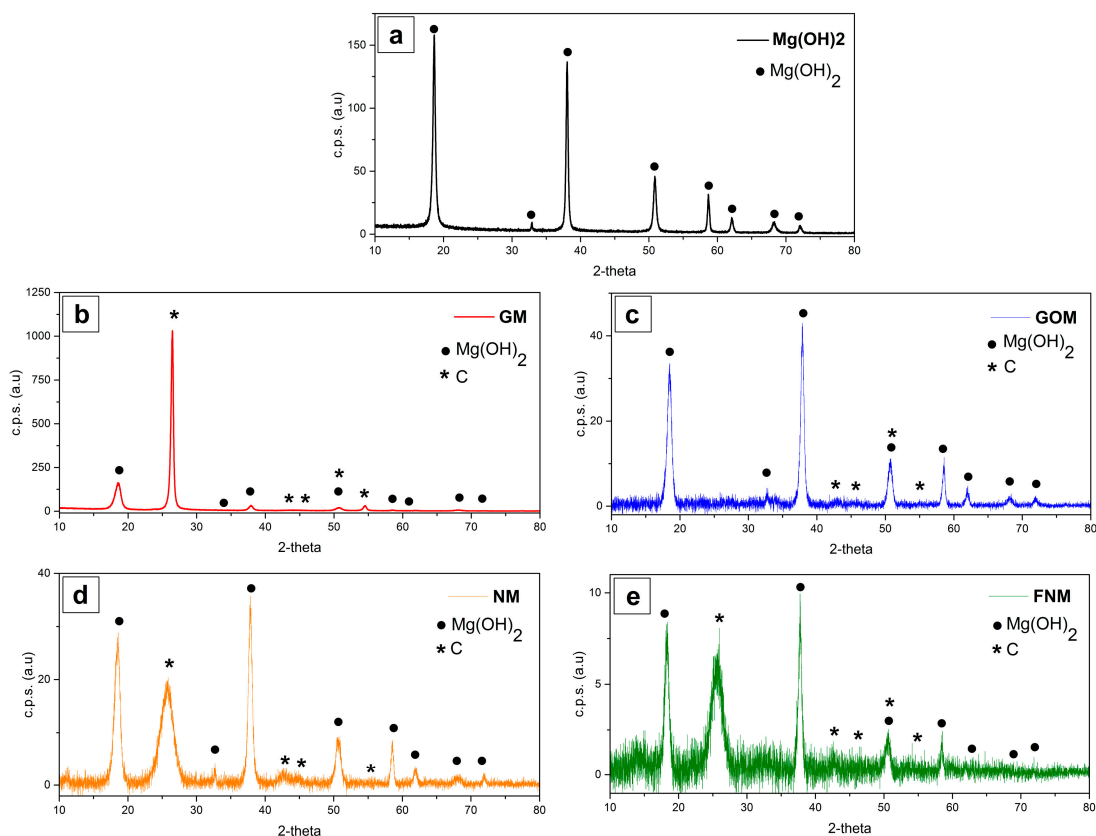 a
Mg(OH)2
● Mg(OH)2
c.p.s. (a.u)
150
100
50
0
10 20 30 40 50 60 70 80
2-theta
b
GM
● Mg(OH)2
* C
c.p.s. (a.u)
1250
1000
750
500
250
0
10 20 30 40 50 60 70 80
2-theta
c
GOM
● Mg(OH)2
* C
c.p.s. (a.u)
40
20
0
10 20 30 40 50 60 70 80
2-theta
d
NM
● Mg(OH)2
* C
c.p.s. (a.u)
40
20
0
10 20 30 40 50 60 70 80
2-theta
e
FNM
● Mg(OH)2
* C
c.p.s. (a.u)
10
5
0
10 20 30 40 50 60 70 80
2-theta